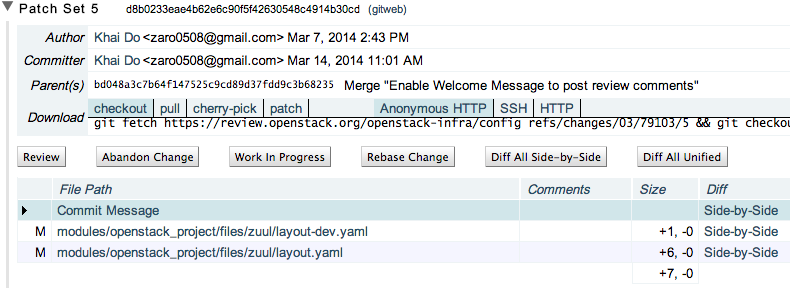 Patch Set 5 d8b0233eae4b62e6c90f5f42630548c4914b30cd (gitweb)
Author Khai Do <zaro0508@gmail.com> Mar 7, 2014 2:43 PM
Committer Khai Do <zaro0508@gmail.com> Mar 14, 2014 11:01 AM
Parent(s) bd048a3c7b64f147525c9cd89d37fdd9c3b68235 Merge "Enable Welcome Message to post review comments"
Download checkout pull cherry-pick patch Anonymous HTTP SSH HTTP
git fetch https://review.openstack.org/openstack-infra/config refs/changes/03/79103/5 && git checkou
Review Abandon Change Work In Progress Rebase Change Diff All Side-by-Side Diff All Unified
File Path Comments Size Diff
Commit Message Side-by-Side
M modules/openstack_project/files/zuul/layout-dev.yaml +1, -0 Side-by-Side
M modules/openstack_project/files/zuul/layout.yaml +6, -0 Side-by-Side
+7, -0